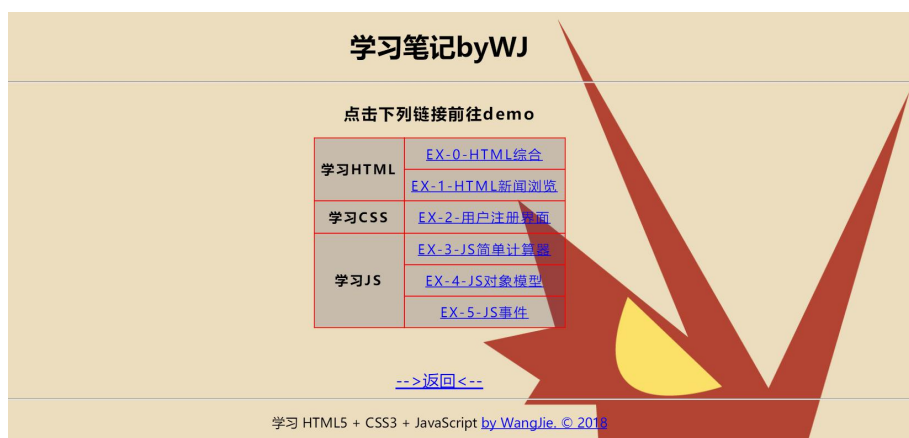 学习笔记byWJ
点击下列链接前往demo
学习HTML
EX-0-HTML综合
EX-1-HTML新闻浏览
学习CSS
EX-2-用户注册界面
学习JS
EX-3-JS简单计算器
EX-4-JS对象模型
EX-5-JS事件
-->返回<--
学习 HTML5 + CSS3 + JavaScript by WangJie. © 2018